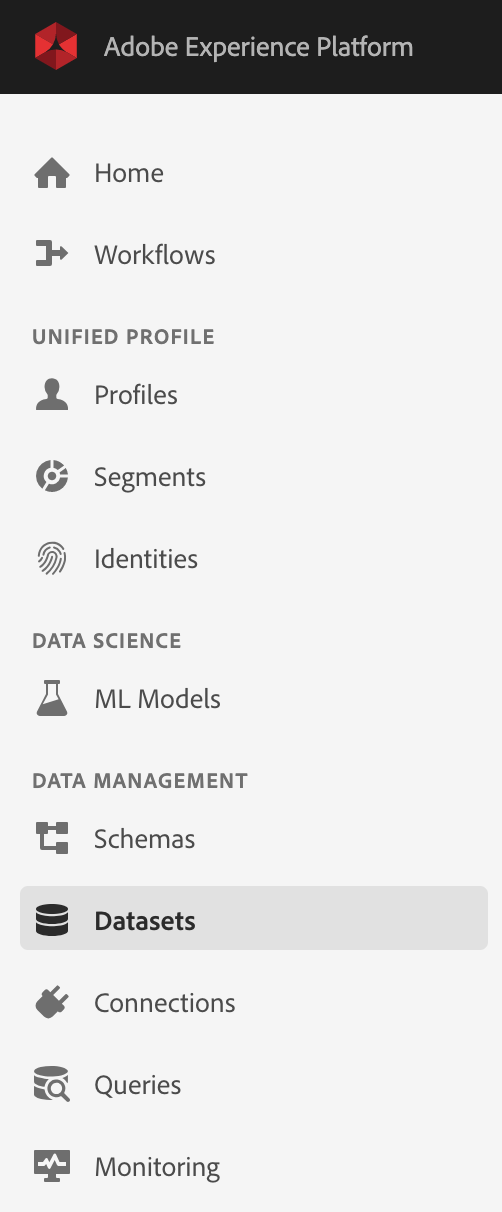 Adobe Experience Platform
Home
Workflows
UNIFIED PROFILE
Profiles
Segments
Identities
DATA SCIENCE
ML Models
DATA MANAGEMENT
Schemas
Datasets
Connections
Queries
Monitoring